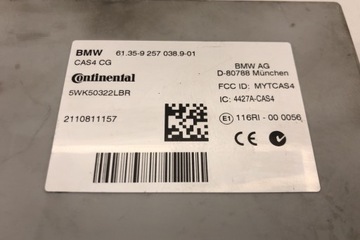 BMW 61.35-9 257 038.9-01
CAS4 CG
Continental
5WK50322LBR
2110811157
BMW AG
D-80788 München
FCC ID: MYTCAS4
IC: 4427A-CAS4
E1 116RI - 00 0056
CE